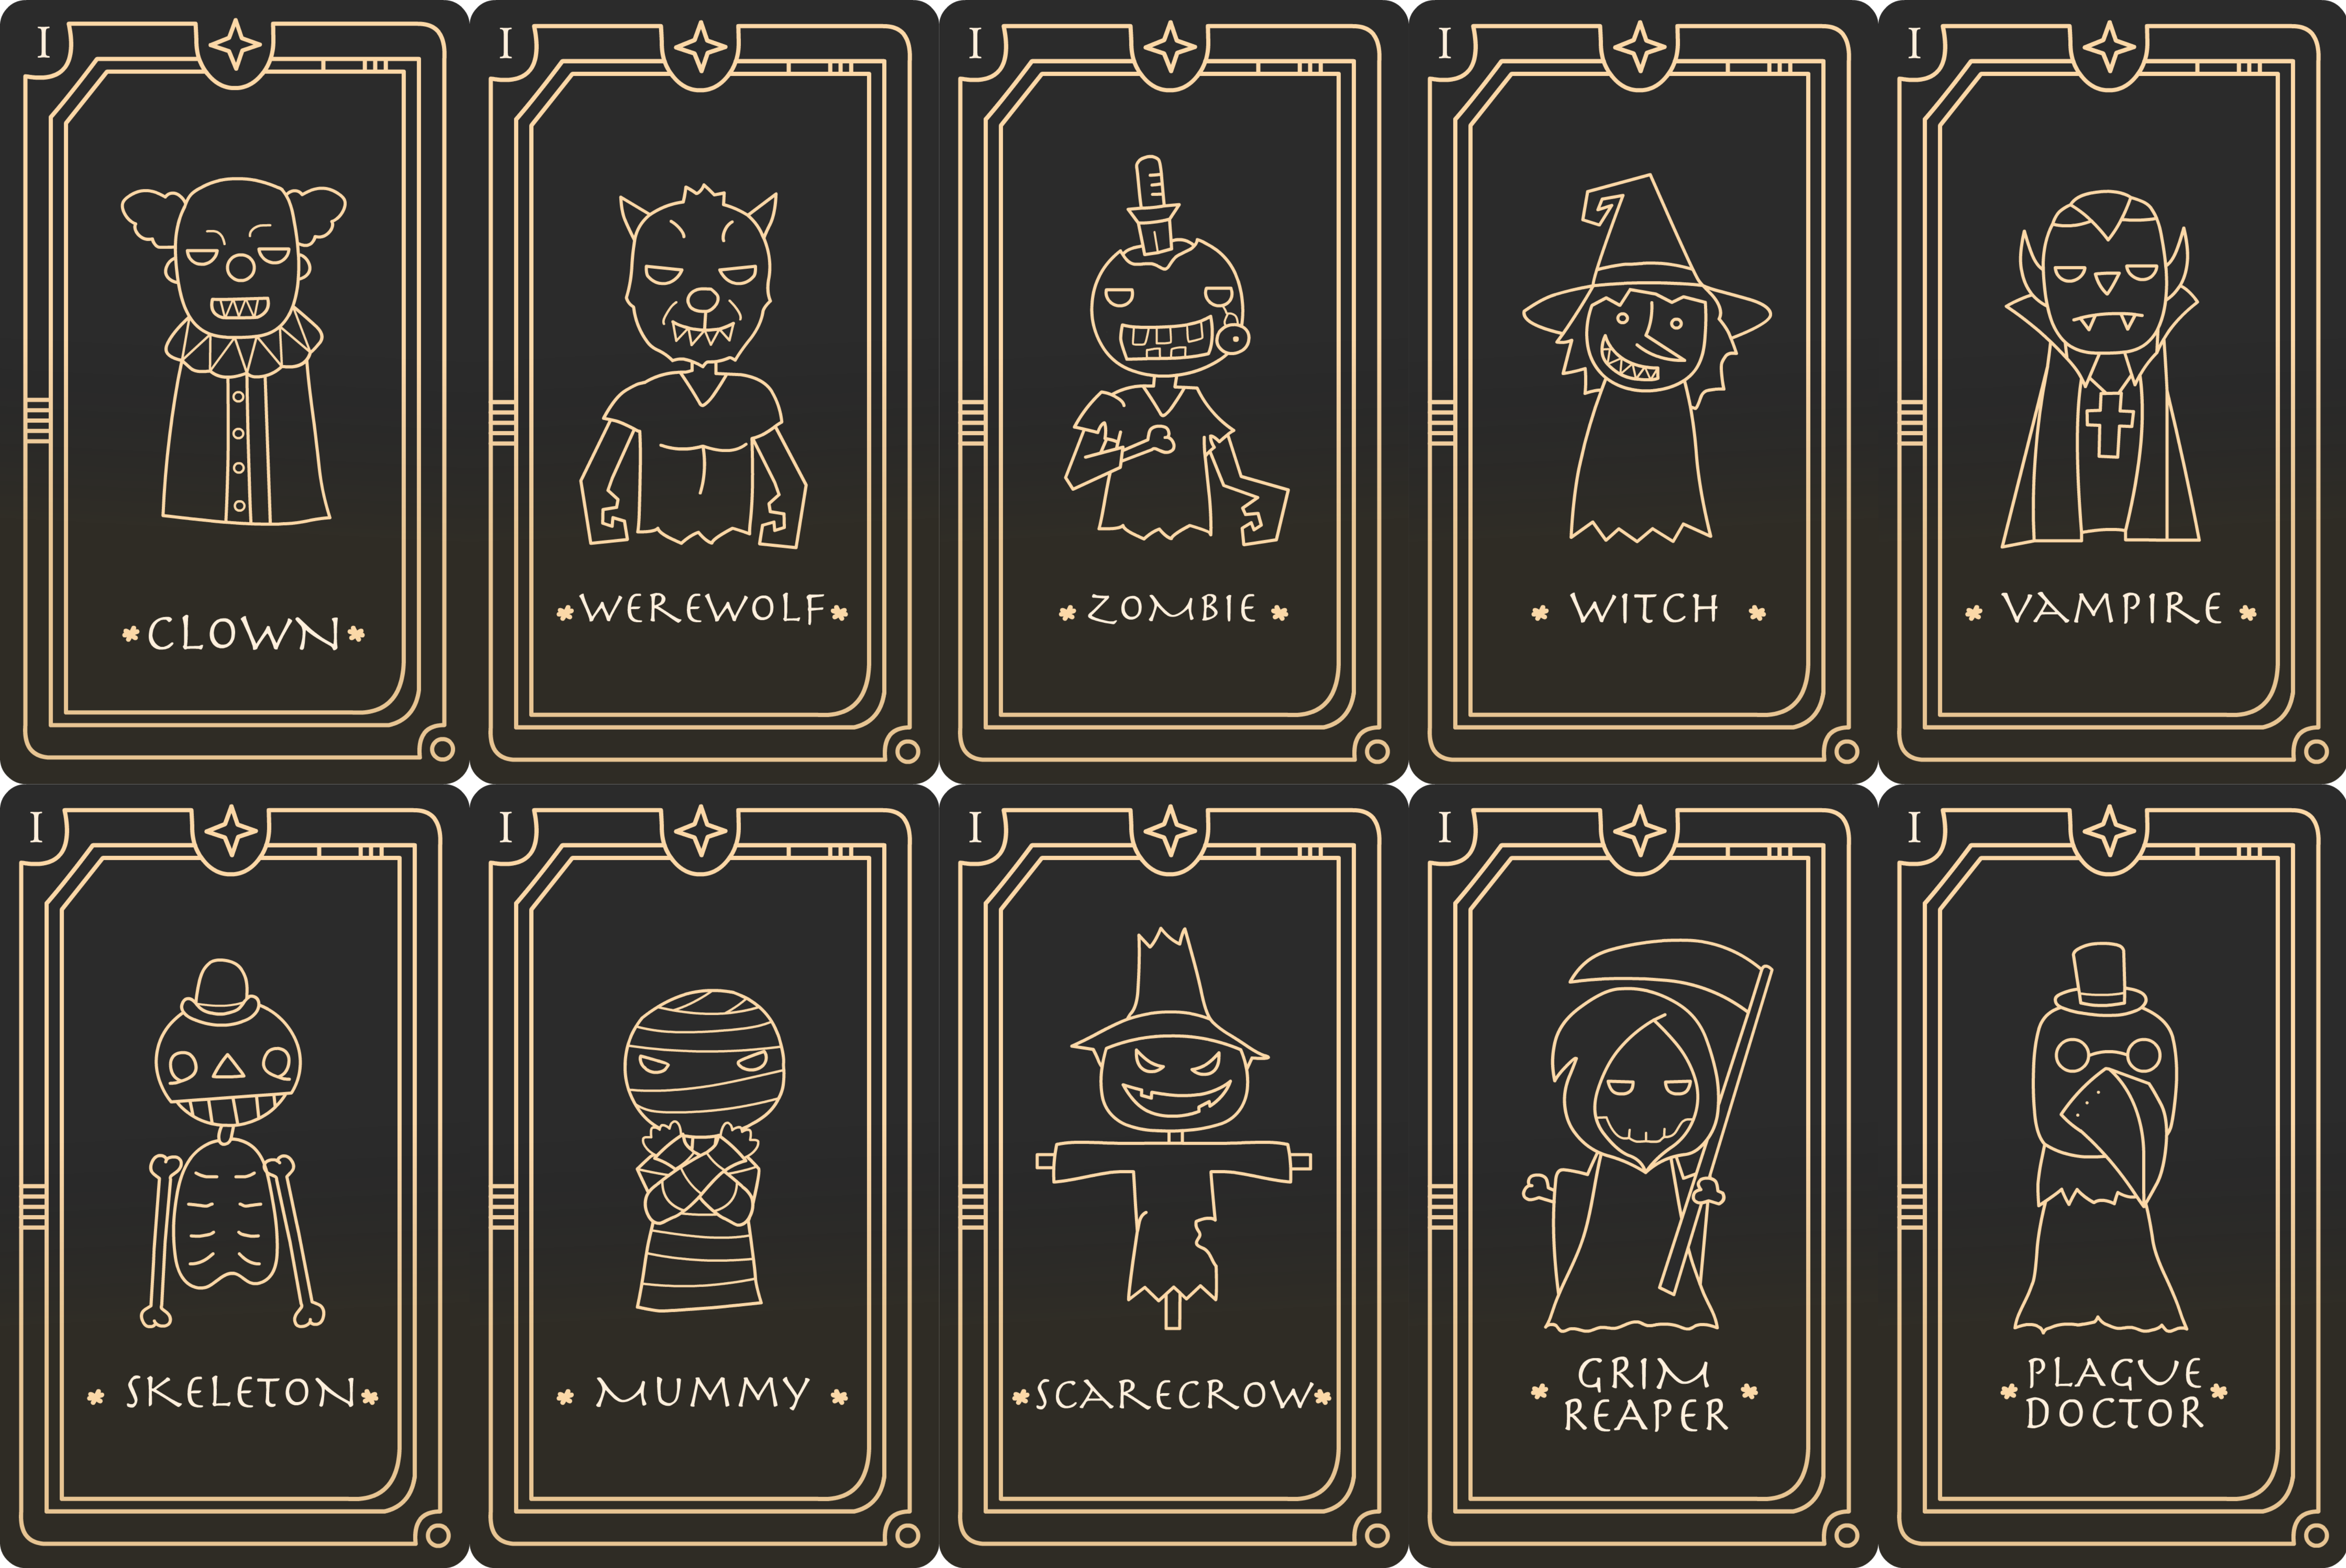 I
CLOWN
I
WEREWOLF
I
ZOMBIE
I
WITCH
I
VAMPIRE
I
SKELETON
I
MUMMY
I
SCARECROW
I
GRIM
REAPER
I
PLAGUE
DOCTOR